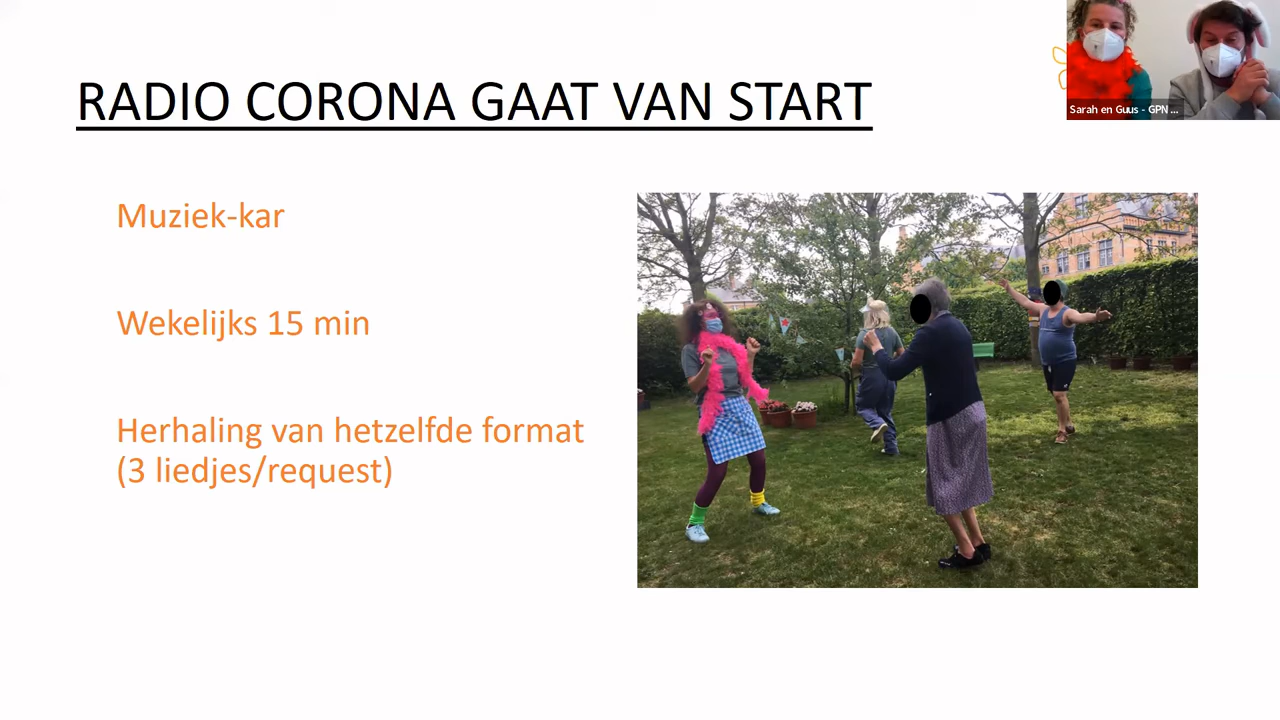 RADIO CORONA GAAT VAN START
Sarah en Guus - GPN ...
Muziek-kar
Wekelijks 15 min
Herhaling van hetzelfde format
(3 liedjes/request)